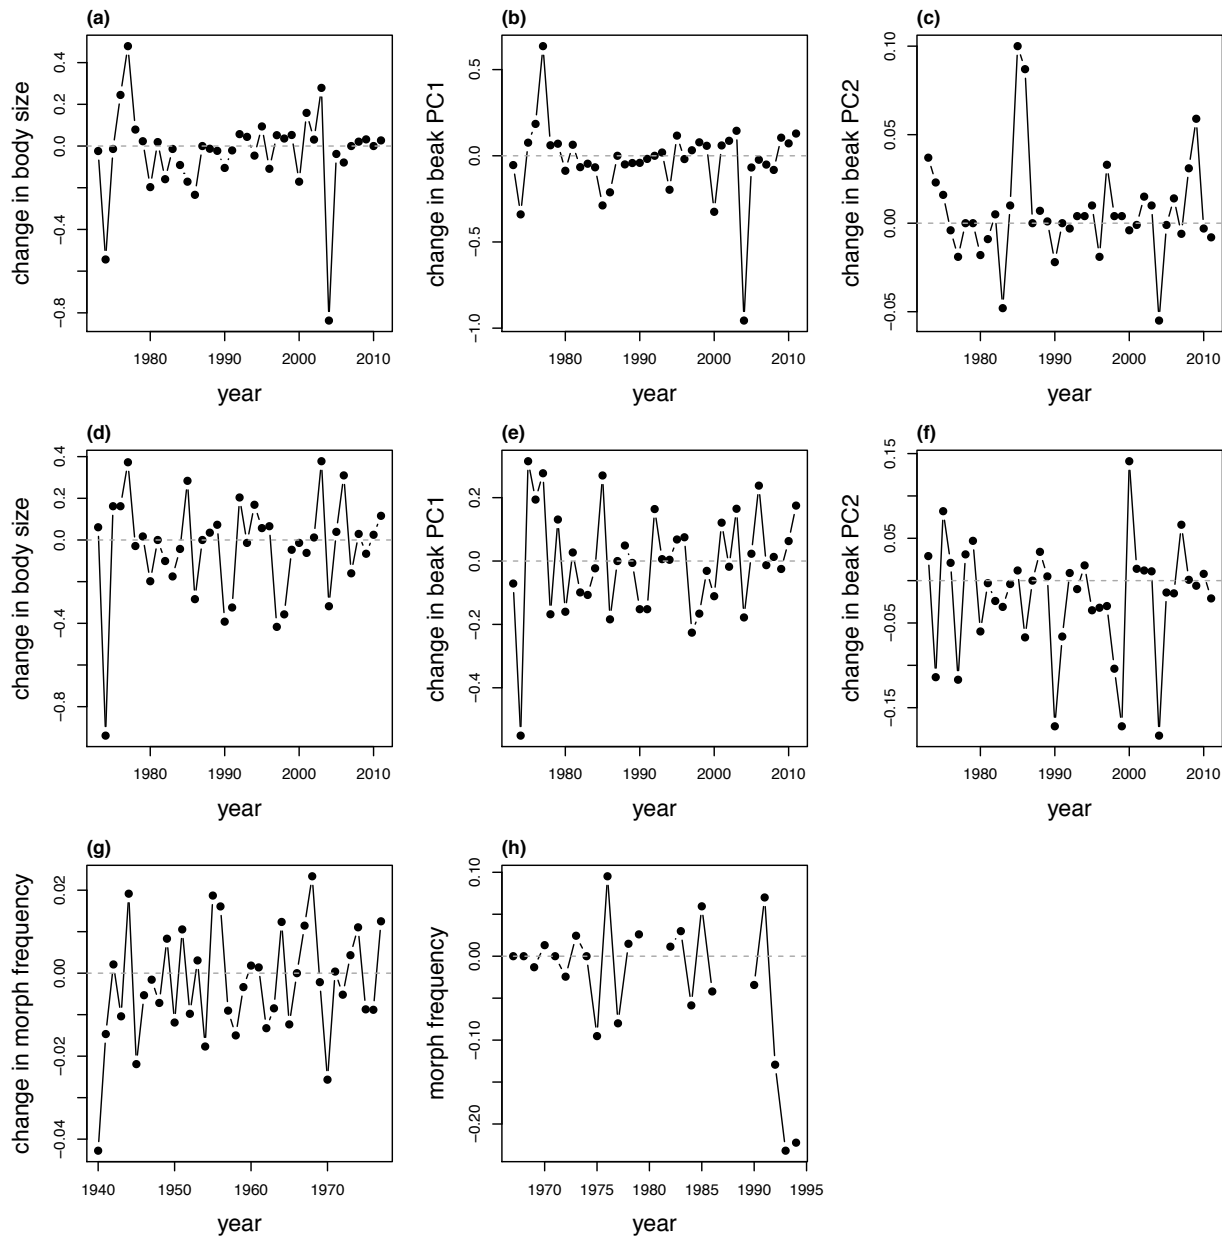 (a)
change in body size
0.4
0.2
0.0
−0.4
−0.8
1980 1990 2000 2010
year
(b)
change in beak PC1
0.5
0.0
−0.5
−1.0
1980 1990 2000 2010
year
(c)
change in beak PC2
0.10
0.05
0.00
−0.05
1980 1990 2000 2010
year
(d)
change in body size
0.4
0.2
0.0
−0.4
−0.8
1980 1990 2000 2010
year
(e)
change in beak PC1
0.2
0.0
−0.2
−0.4
1980 1990 2000 2010
year
(f)
change in beak PC2
0.15
0.05
−0.05
−0.15
1980 1990 2000 2010
year
(g)
change in morph frequency
0.02
0.00
−0.02
−0.04
1940 1950 1960 1970
year
(h)
morph frequency
0.10
0.00
−0.10
−0.20
1970 1975 1980 1985 1990 1995
year